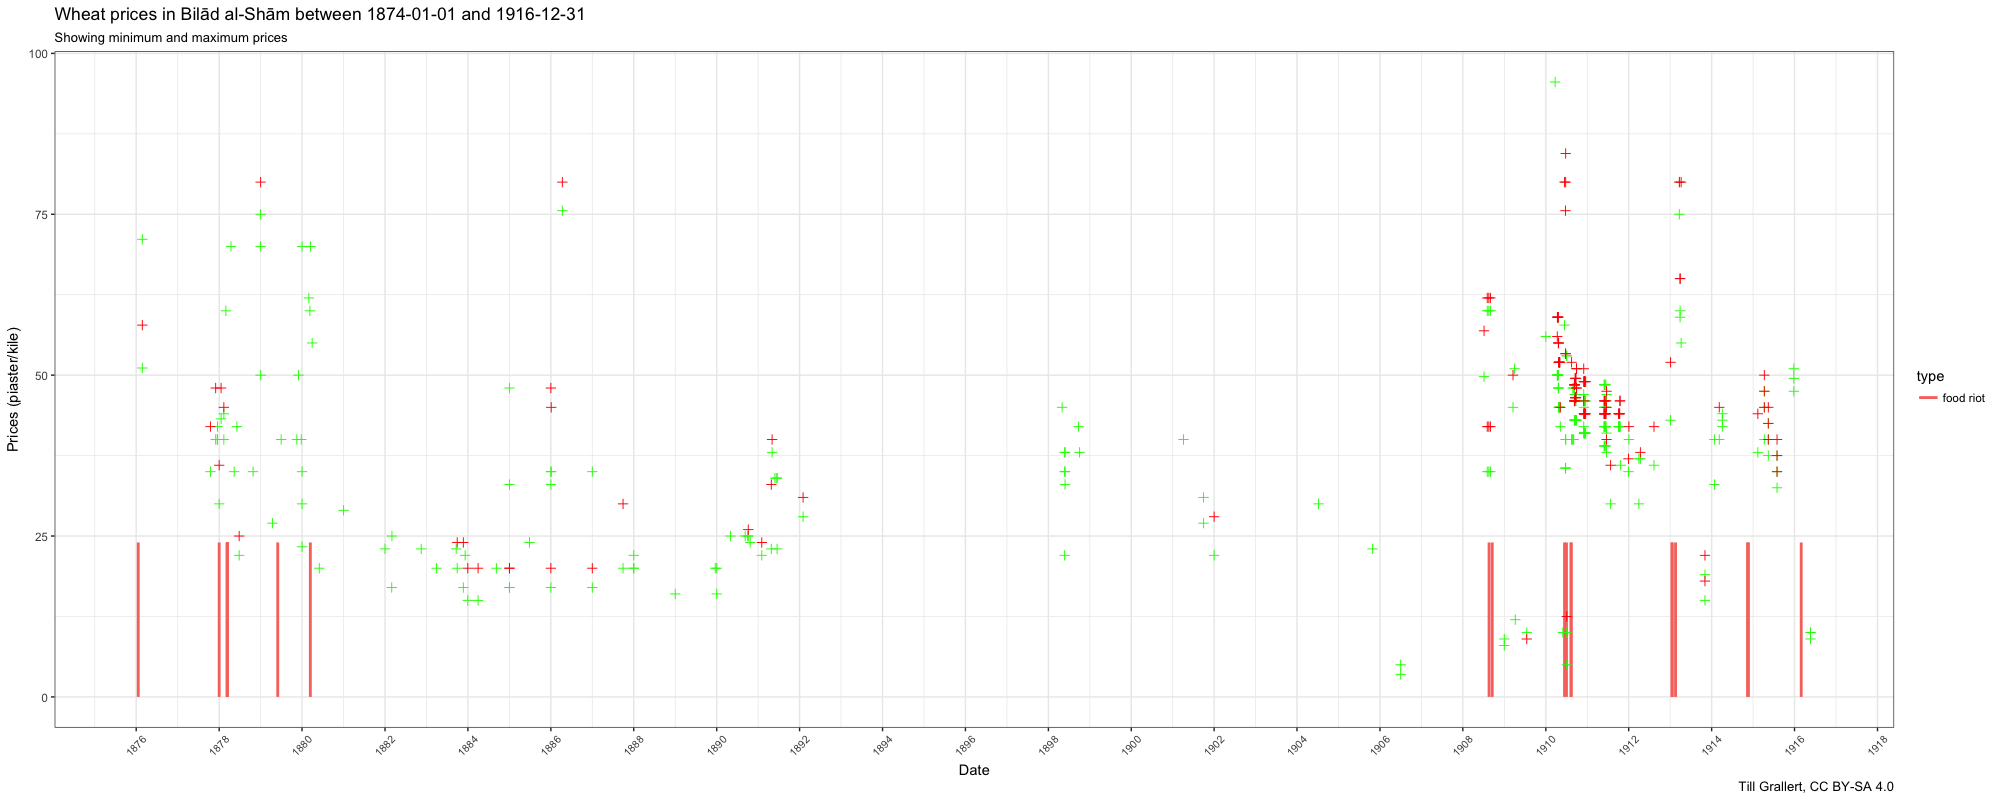 Wheat prices in Bilād al-Shām between 1874-01-01 and 1916-12-31
Showing minimum and maximum prices
Prices (piaster/kile)
100
75
50
25
0
1876 1878 1880 1882 1884 1886 1888 1890 1892 1894 1896 1898 1900 1902 1904 1906 1908 1910 1912 1914 1916 1918
Date
type
food riot
Till Grallert, CC BY-SA 4.0